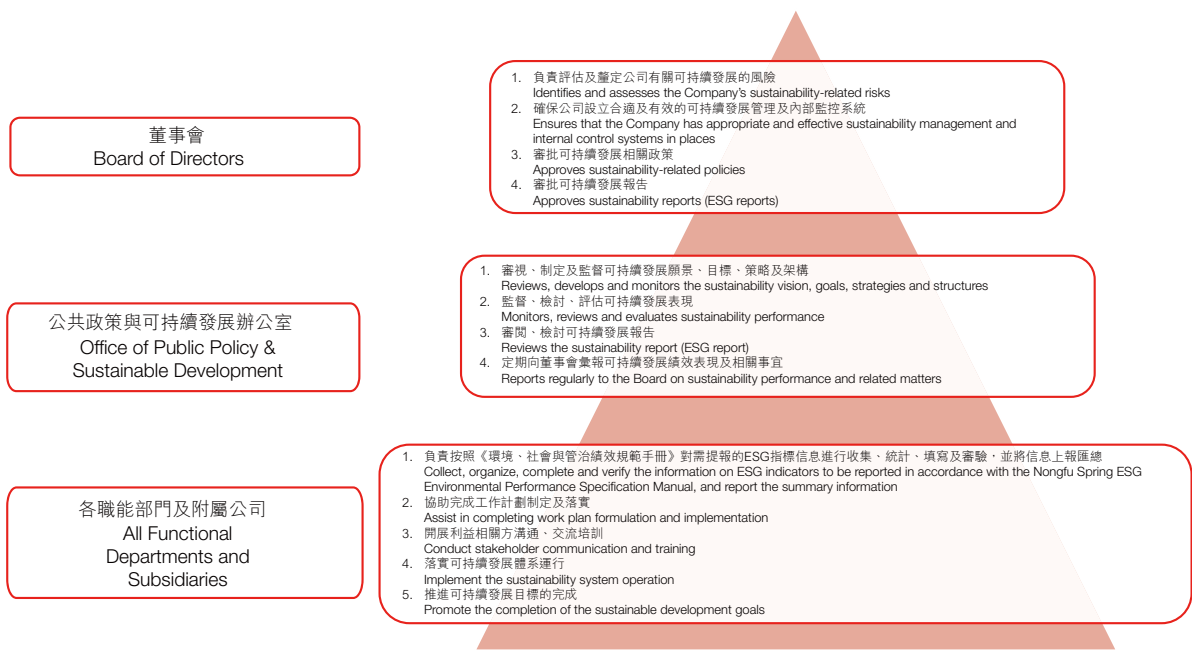 董事會
Board of Directors
1. 負責評估及釐定公司有關可持續發展的風險
Identifies and assesses the Company's sustainability-related risks
2. 確保公司設立合適及有效的可持續發展管理及內部監控系統
Ensures that the Company has appropriate and effective sustainability management and
internal control systems in places
3. 審批可持續發展相關政策
Approves sustainability-related policies
4. 審批可持續發展報告
Approves sustainability reports (ESG reports)
公共政策與可持續發展辦公室
Office of Public Policy &
Sustainable Development
1. 審視、制定及監督可持續發展願景、目標、策略及架構
Reviews, develops and monitors the sustainability vision, goals, strategies and structures
2. 監督、檢討、評估可持續發展表現
Monitors, reviews and evaluates sustainability performance
3. 審閱、檢討可持續發展報告
Reviews the sustainability report (ESG report)
4. 定期向董事會彙報可持續發展績效表現及相關事宜
Reports regularly to the Board on sustainability performance and related matters
各職能部門及附屬公司
All Functional
Departments and
Subsidiaries
1. 負責按照《環境、社會與管治績效規範手冊》對需提報的ESG指標信息進行收集、統計、填寫及審驗，並將信息上報匯總
Collect, organize, complete and verify the information on ESG indicators to be reported in accordance with the Nongfu Spring ESG
Environmental Performance Specification Manual, and report the summary information
2. 協助完成工作計劃制定及落實
Assist in completing work plan formulation and implementation
3. 開展利益相關方溝通、交流培訓
Conduct stakeholder communication and training
4. 落實可持續發展體系運行
Implement the sustainability system operation
5. 推進可持續發展目標的完成
Promote the completion of the sustainable development goals